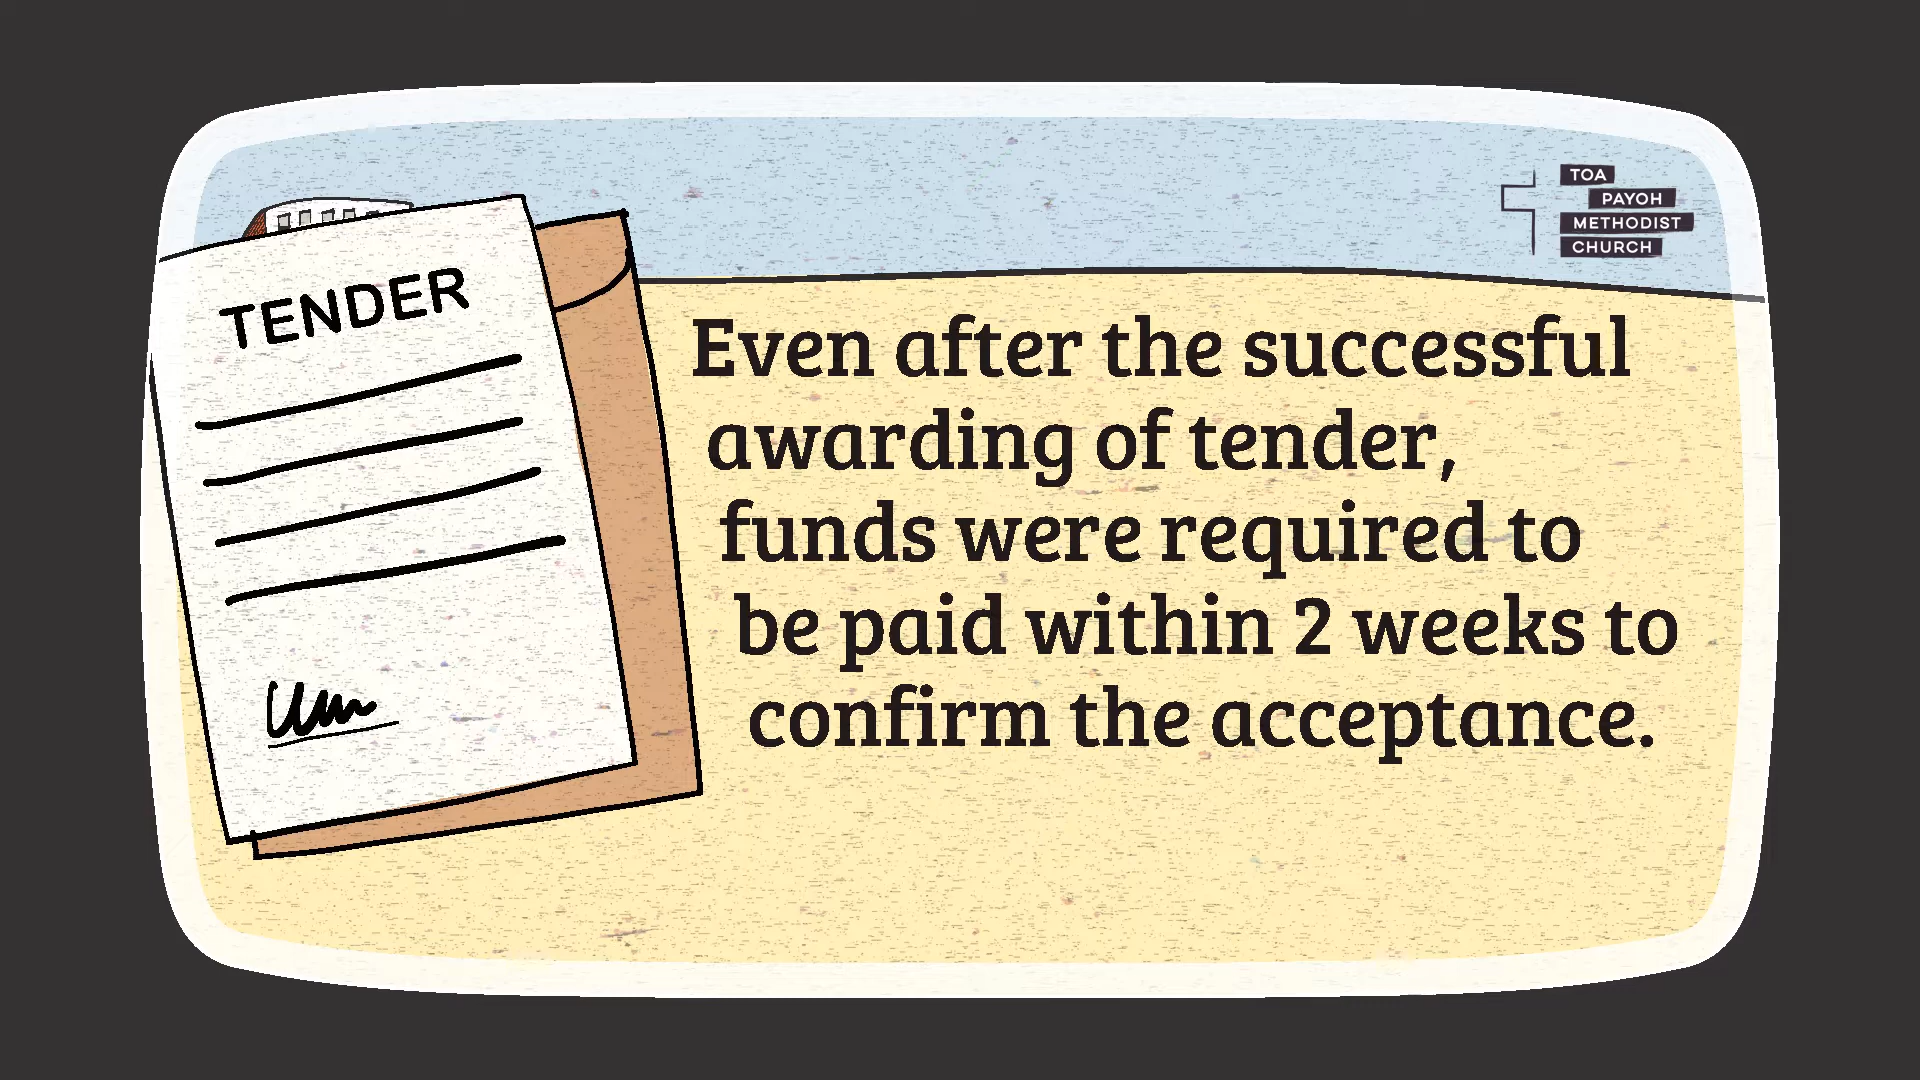 TOA
PAYOH
METHODIST
CHURCH
TENDER
Even after the successful
awarding of tender,
funds were required to
be paid within 2 weeks to
confirm the acceptance.